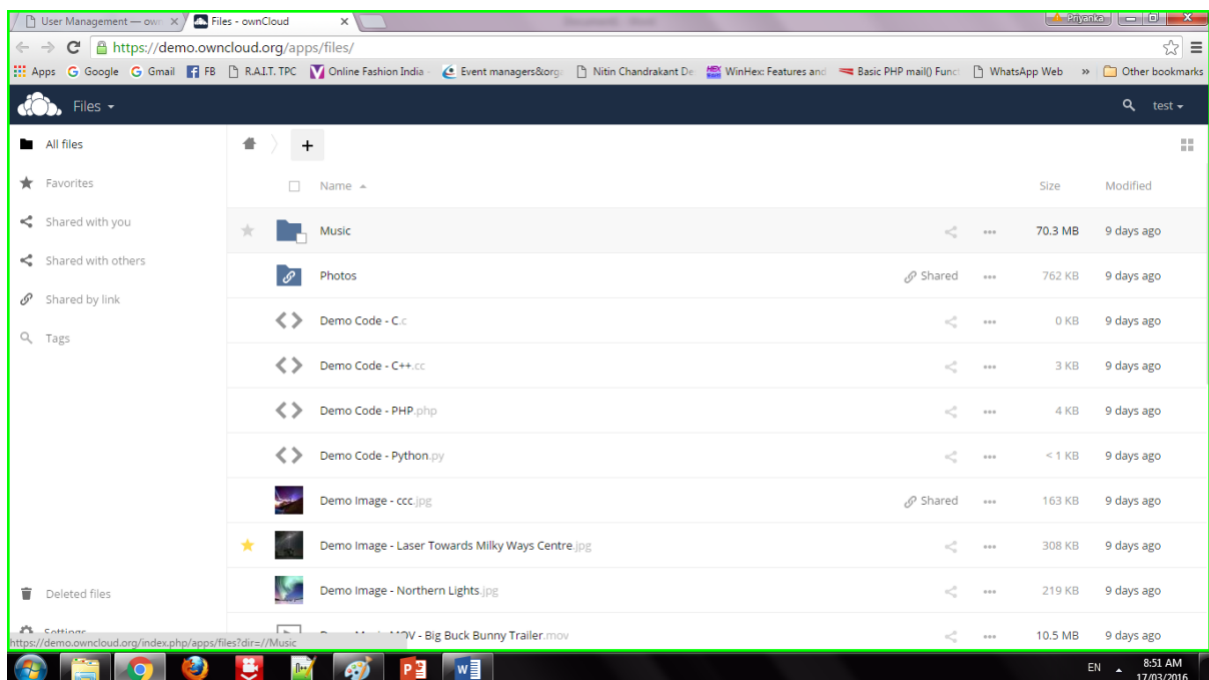 User Management — own
Files - ownCloud
Priyanka
https://demo.owncloud.org/apps/files/
Apps Google Gmail FB R.A.I.T. TPC Online Fashion India - Event managers&org Nitin Chandrakant De WinHex: Features and Basic PHP mail() Func WhatsApp Web » Other bookmarks
Files test
All files
+
Favorites
Name Size Modified
Shared with you
Music 70.3 MB 9 days ago
Shared with others
Photos Shared 762 KB 9 days ago
Shared by link
Demo Code - C.c 0 KB 9 days ago
Tags
Demo Code - C++.cc 3 KB 9 days ago
Demo Code - PHP.php 4 KB 9 days ago
Demo Code - Python.py < 1 KB 9 days ago
Demo Image - ccc.jpg Shared 163 KB 9 days ago
Demo Image - Laser Towards Milky Ways Centre.jpg 308 KB 9 days ago
Deleted files
Demo Image - Northern Lights.jpg 219 KB 9 days ago
Settings
MOV - Big Buck Bunny Trailer.mov 10.5 MB 9 days ago
https://demo.owncloud.org/index.php/apps/files?dir=//Music
EN 8:51 AM
17/03/2016